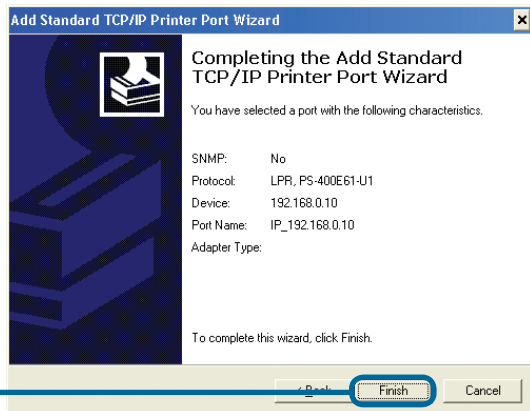 Add Standard TCP/IP Printer Port Wizard
Completing the Add Standard
TCP/IP Printer Port Wizard
You have selected a port with the following characteristics.
SNMP: No
Protocol: LPR, PS-400E61-U1
Device: 192.168.0.10
Port Name: IP_192.168.0.10
Adapter Type:
To complete this wizard, click Finish.
< Back Finish Cancel